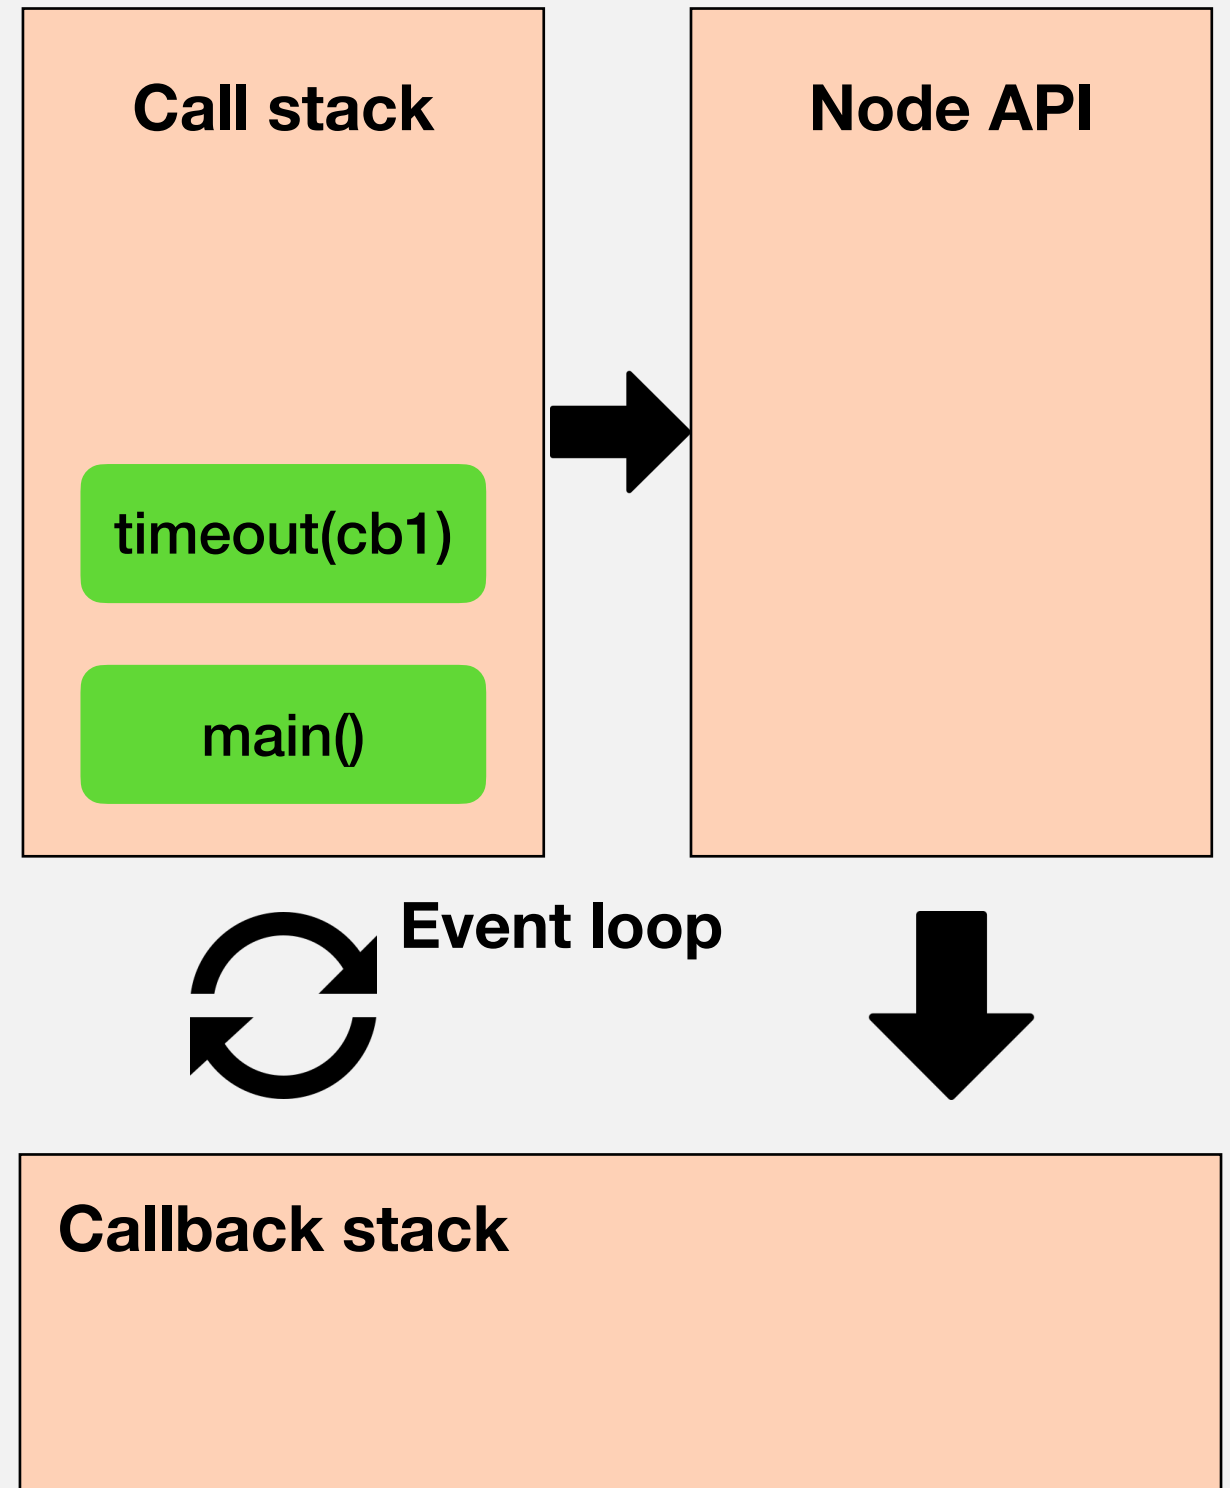 Call stack
Node API
timeout(cb1)
main()
Event loop
Callback stack